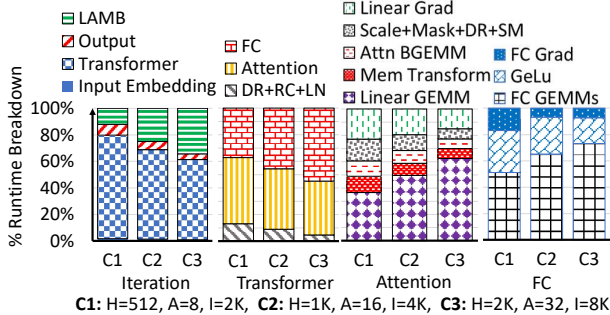 LAMB
Output
Transformer
Input Embedding
FC
Attention
DR+RC+LN
Linear Grad
Scale+Mask+DR+SM
Attn BGEMM
Mem Transform
Linear GEMM
FC Grad
GeLu
FC GEMMs
% Runtime Breakdown
100%
80%
60%
40%
20%
0%
C1 C2 C3 C1 C2 C3 C1 C2 C3 C1 C2 C3
Iteration Transformer Attention FC
C1: H=512, A=8, I=2K, C2: H=1K, A=16, I=4K, C3: H=2K, A=32, I=8K